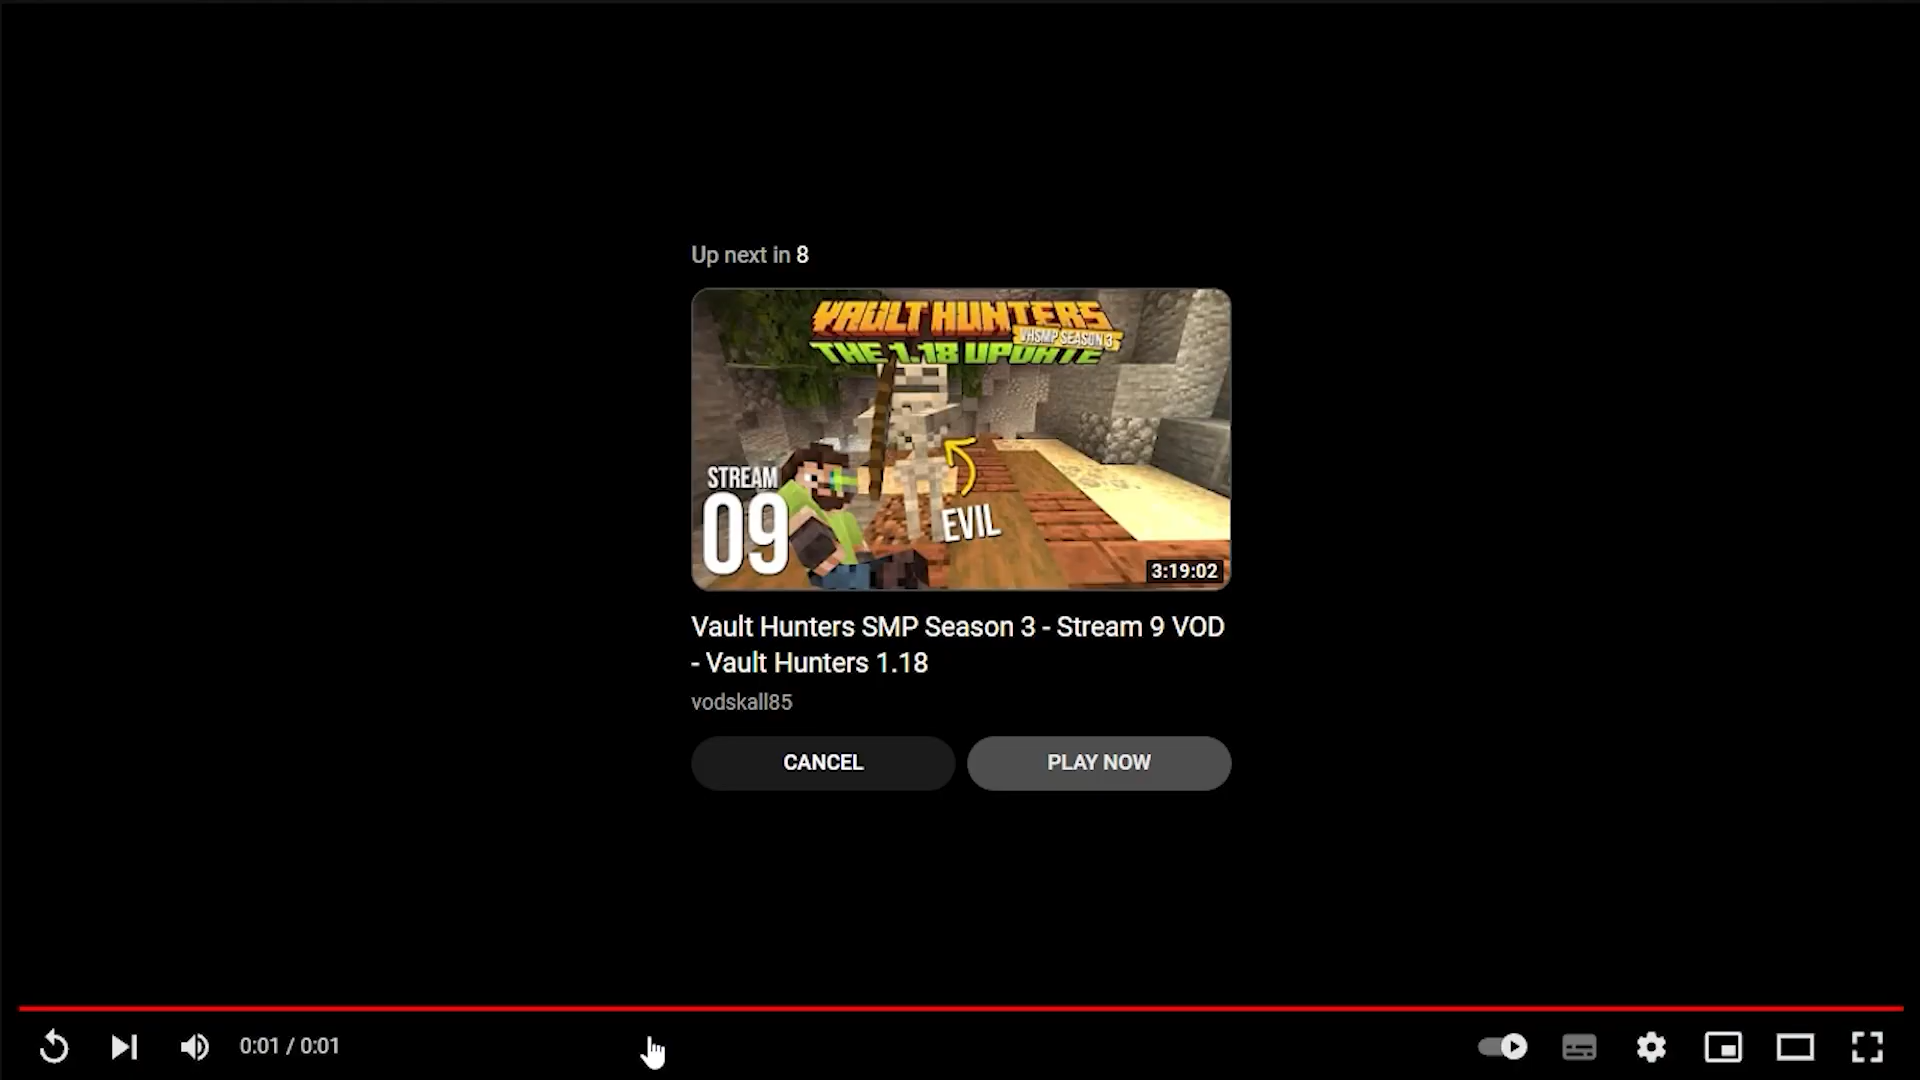 Up next in 8
VAULT HUNTERS
VHSMP SEASON 3
THE 1.18 UPDATE
STREAM
09
EVIL
3:19:02
Vault Hunters SMP Season 3 - Stream 9 VOD
- Vault Hunters 1.18
vodskall85
CANCEL
PLAY NOW
0:01 / 0:01